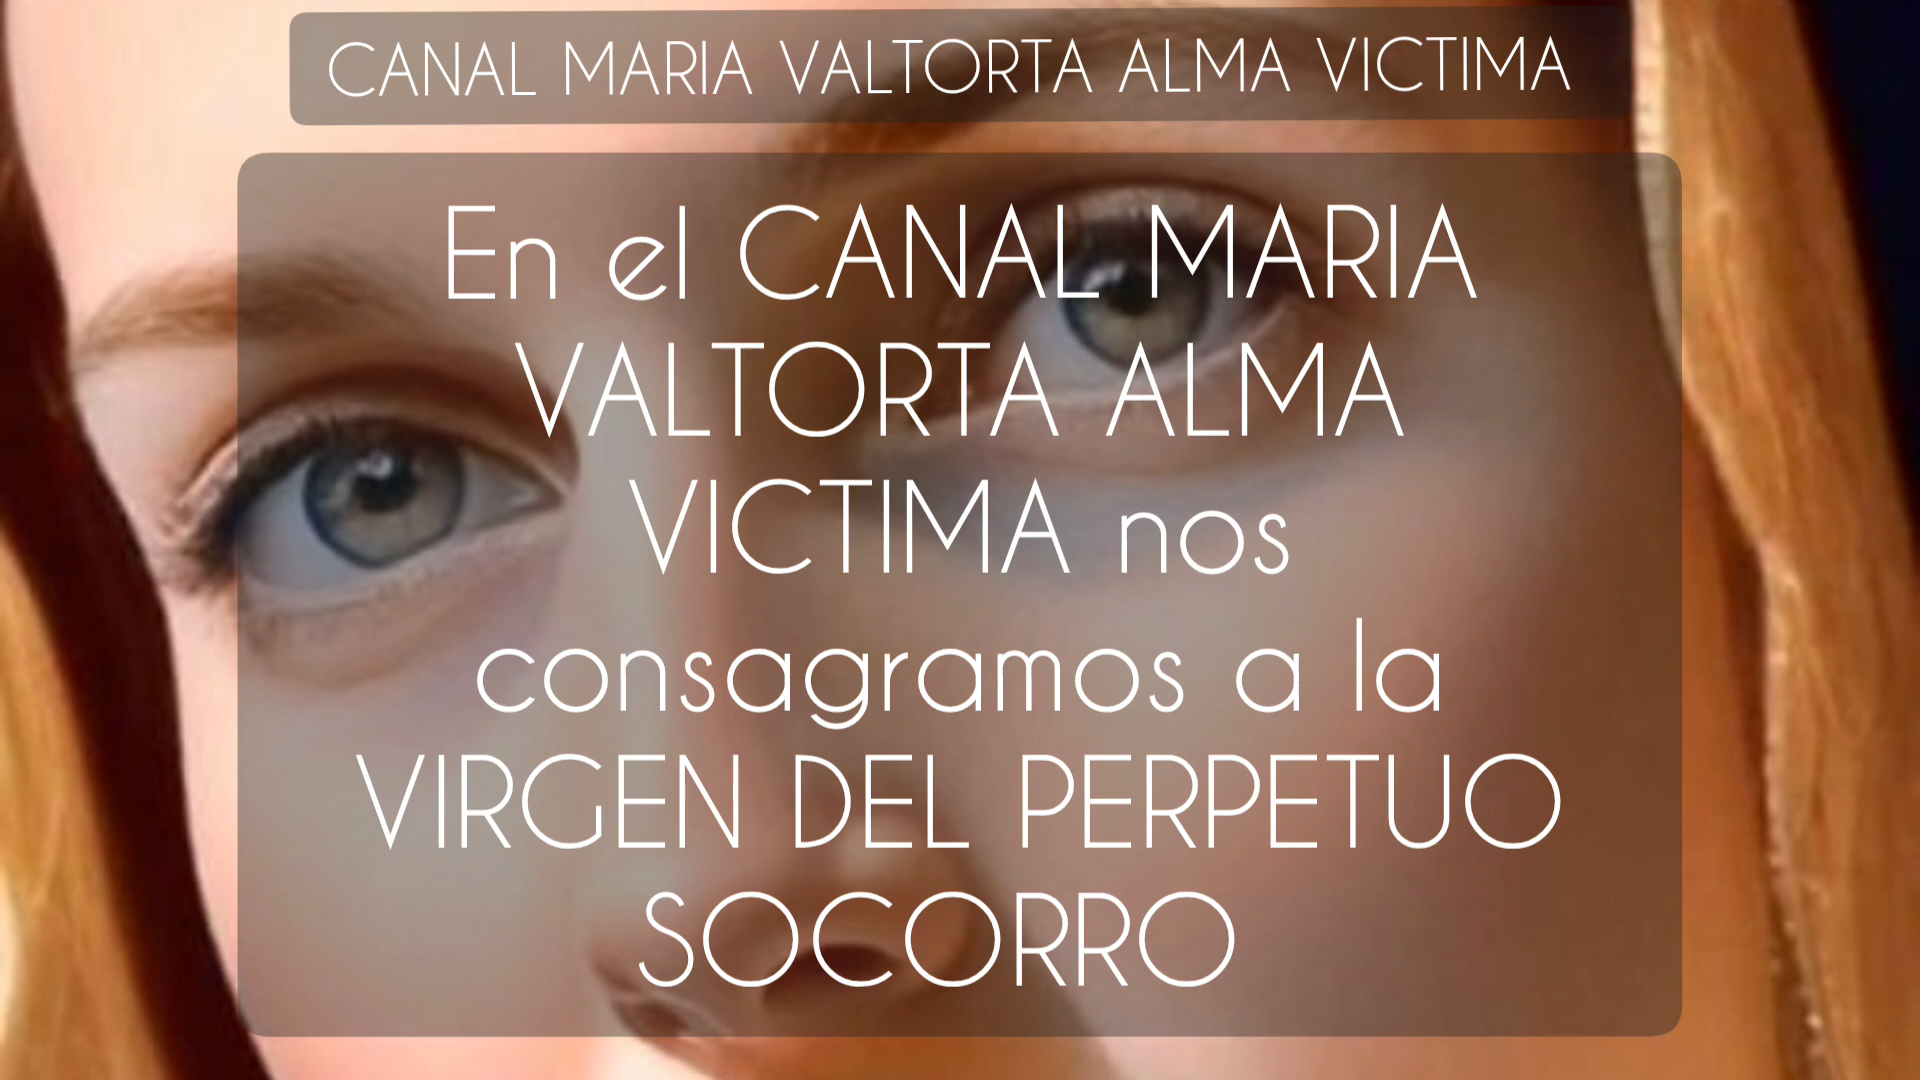 CANAL MARIA VALTORTA ALMA VICTIMA
En el CANAL MARIA
VALTORTA ALMA
VICTIMA nos
consagramos a la
VIRGEN DEL PERPETUO
SOCORRO